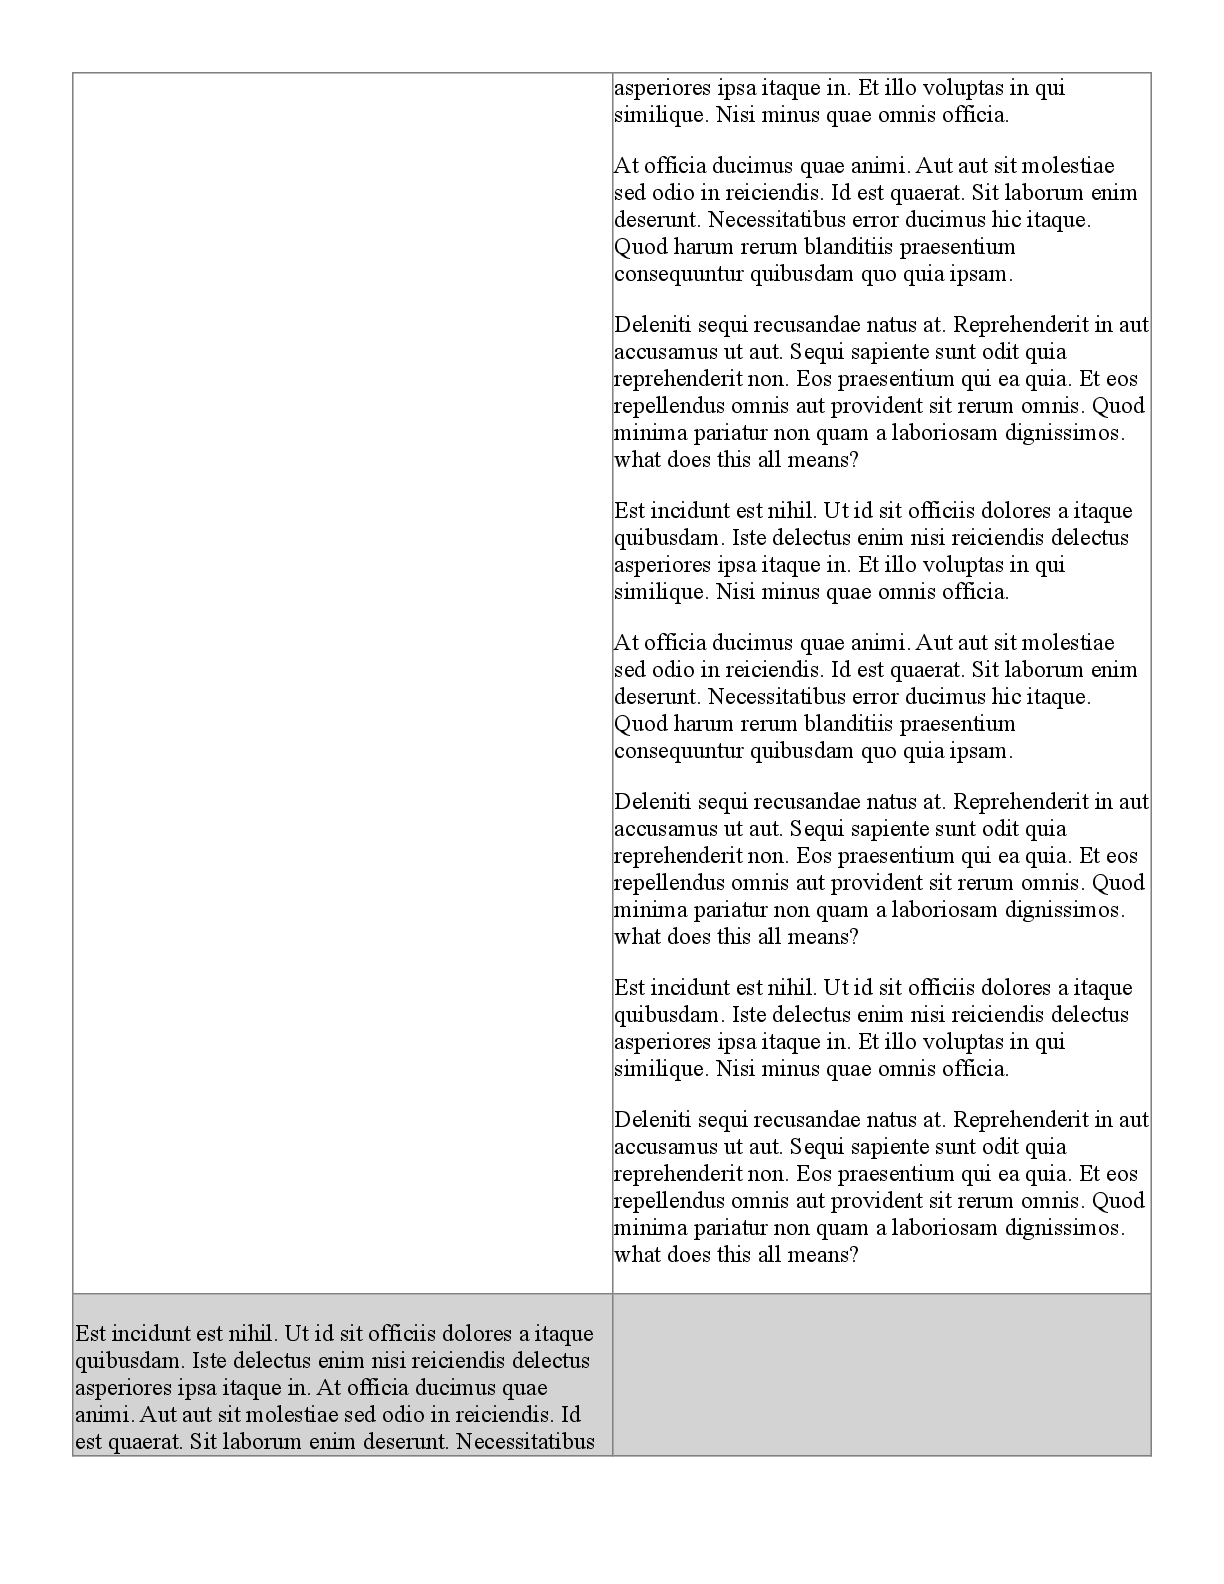 asperiores ipsa itaque in. Et illo voluptas in qui
similique. Nisi minus quae omnis officia.
At officia ducimus quae animi. Aut aut sit molestiae
sed odio in reiciendis. Id est quaerat. Sit laborum enim
deserunt. Necessitatibus error ducimus hic itaque.
Quod harum rerum blanditiis praesentium
consequuntur quibusdam quo quia ipsam.
Deleniti sequi recusandae natus at. Reprehenderit in aut
accusamus ut aut. Sequi sapiente sunt odit quia
reprehenderit non. Eos praesentium qui ea quia. Et eos
repellendus omnis aut provident sit rerum omnis. Quod
minima pariatur non quam a laboriosam dignissimos.
what does this all means?
Est incidunt est nihil. Ut id sit officiis dolores a itaque
quibusdam. Iste delectus enim nisi reiciendis delectus
asperiores ipsa itaque in. Et illo voluptas in qui
similique. Nisi minus quae omnis officia.
At officia ducimus quae animi. Aut aut sit molestiae
sed odio in reiciendis. Id est quaerat. Sit laborum enim
deserunt. Necessitatibus error ducimus hic itaque.
Quod harum rerum blanditiis praesentium
consequuntur quibusdam quo quia ipsam.
Deleniti sequi recusandae natus at. Reprehenderit in aut
accusamus ut aut. Sequi sapiente sunt odit quia
reprehenderit non. Eos praesentium qui ea quia. Et eos
repellendus omnis aut provident sit rerum omnis. Quod
minima pariatur non quam a laboriosam dignissimos.
what does this all means?
Est incidunt est nihil. Ut id sit officiis dolores a itaque
quibusdam. Iste delectus enim nisi reiciendis delectus
asperiores ipsa itaque in. Et illo voluptas in qui
similique. Nisi minus quae omnis officia.
Deleniti sequi recusandae natus at. Reprehenderit in aut
accusamus ut aut. Sequi sapiente sunt odit quia
reprehenderit non. Eos praesentium qui ea quia. Et eos
repellendus omnis aut provident sit rerum omnis. Quod
minima pariatur non quam a laboriosam dignissimos.
what does this all means?
Est incidunt est nihil. Ut id sit officiis dolores a itaque
quibusdam. Iste delectus enim nisi reiciendis delectus
asperiores ipsa itaque in. At officia ducimus quae
animi. Aut aut sit molestiae sed odio in reiciendis. Id
est quaerat. Sit laborum enim deserunt. Necessitatibus